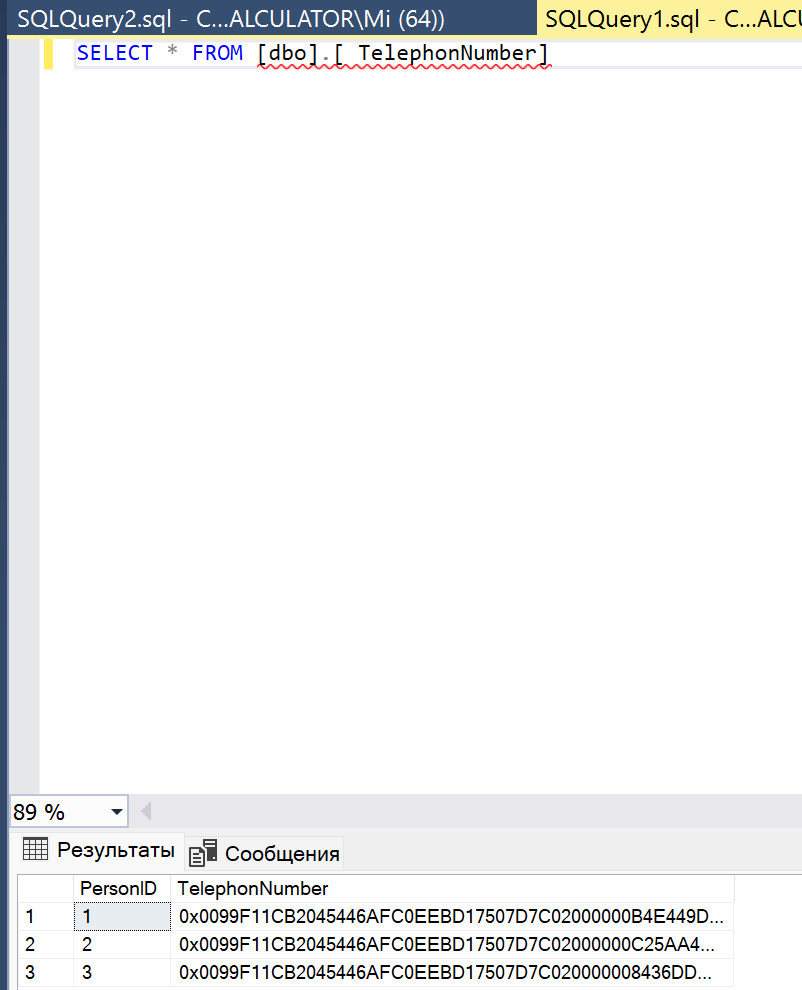 SQLQuery2.sql - C...ALCULATOR\Mi (64))
SQLQuery1.sql - C...ALCU
SELECT * FROM [dbo].[ TelephonNumber]
89 %
Результаты
Сообщения
PersonID TelephonNumber
1 1 0x0099F11CB2045446AFC0EEBD17507D7C02000000B4E449D...
2 2 0x0099F11CB2045446AFC0EEBD17507D7C02000000C25AA4...
3 3 0x0099F11CB2045446AFC0EEBD17507D7C020000008436DD...